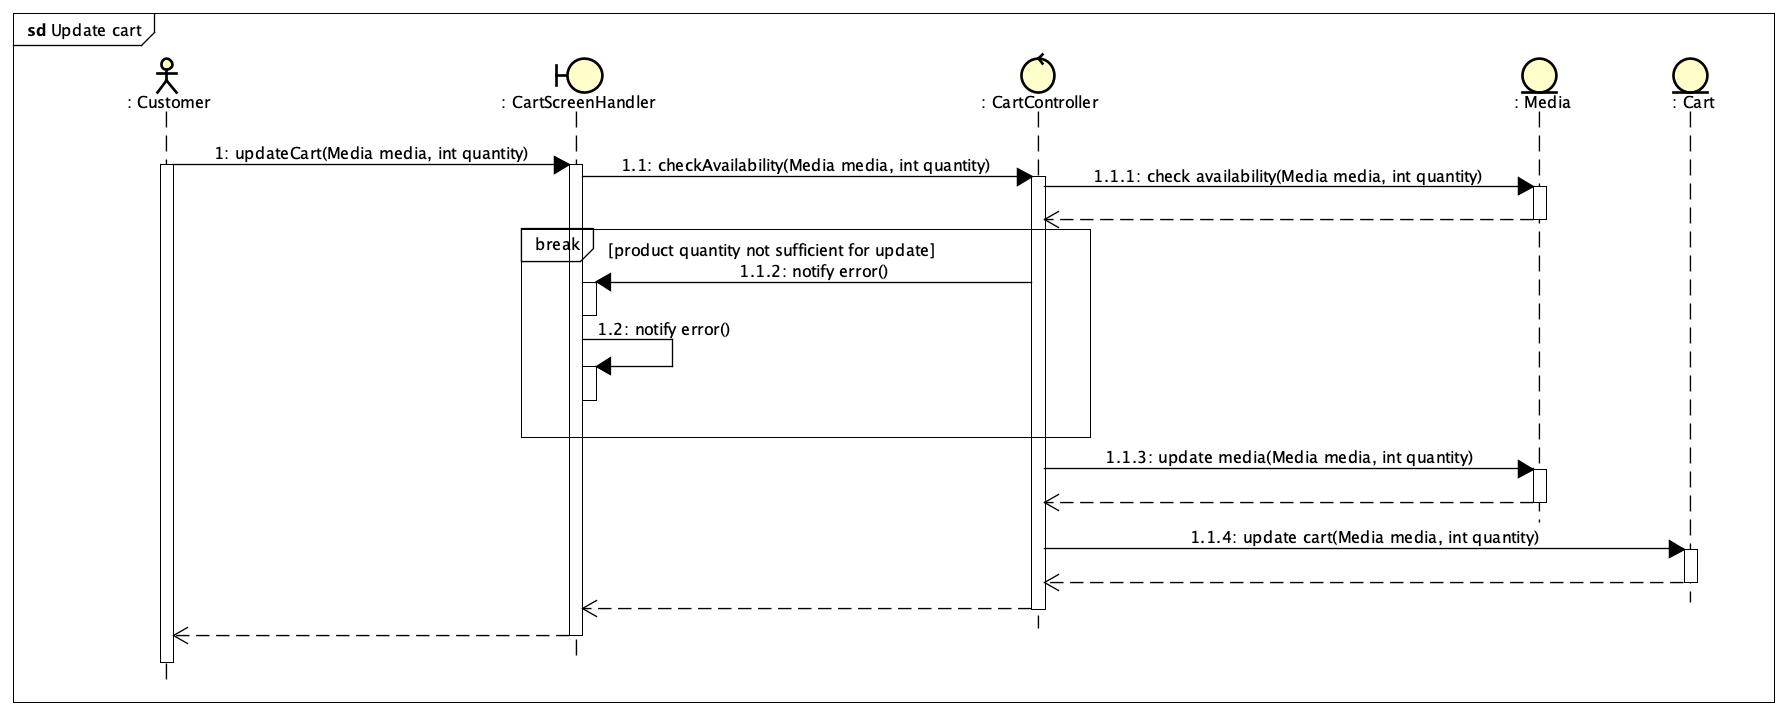 sd Update cart
: Customer
: CartScreenHandler
: CartController
: Media
: Cart
1: updateCart(Media media, int quantity)
1.1: checkAvailability(Media media, int quantity)
1.1.1: check availability(Media media, int quantity)
break
[product quantity not sufficient for update]
1.1.2: notify error()
1.2: notify error()
1.1.3: update media(Media media, int quantity)
1.1.4: update cart(Media media, int quantity)